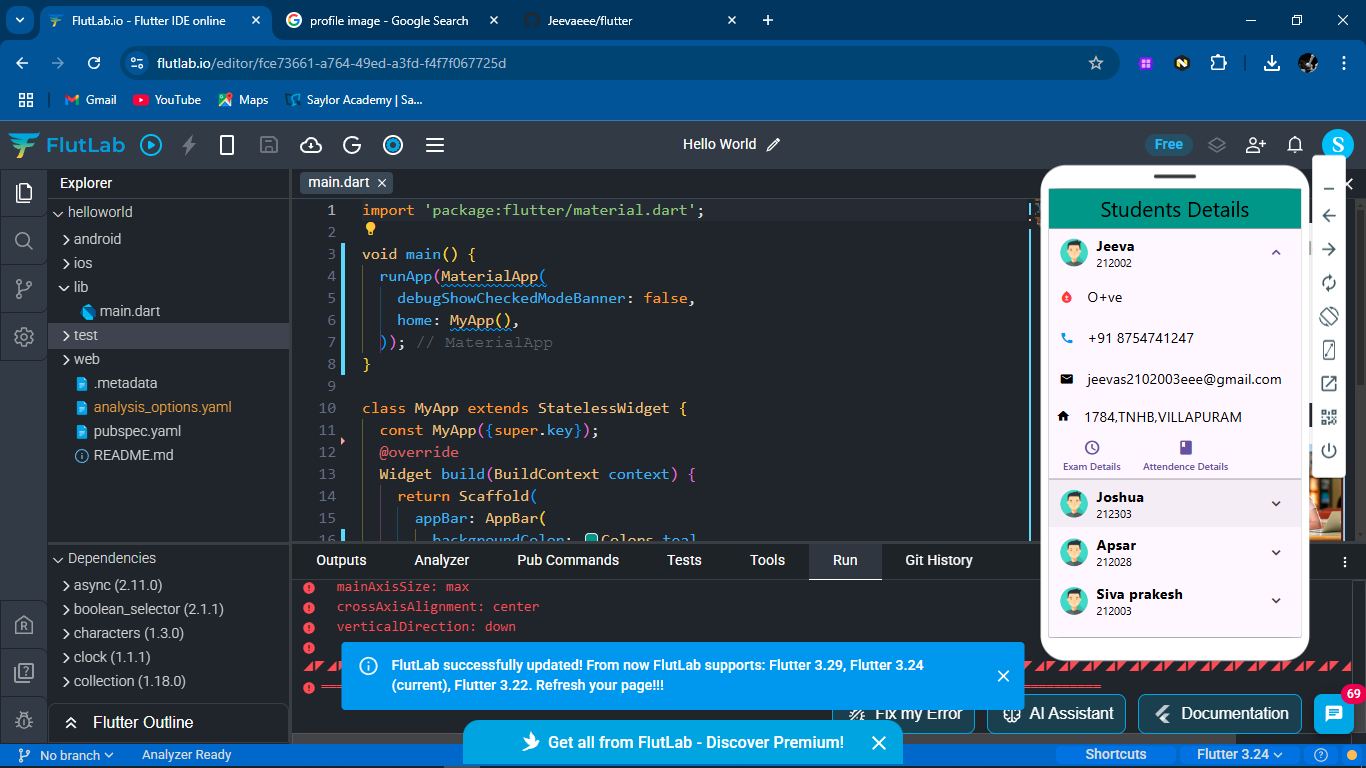 FlutLab.io - Flutter IDE online
profile image - Google Search
Jeevaeee/flutter
flutlab.io/editor/fce73661-a764-49ed-a3fd-f4f7f067725d
Gmail
YouTube
Maps
Saylor Academy | Sa...
FlutLab
Hello World
Free
S
Explorer
helloworld
android
ios
lib
main.dart
test
web
.metadata
analysis_options.yaml
pubspec.yaml
README.md
Dependencies
async (2.11.0)
boolean_selector (2.1.1)
characters (1.3.0)
clock (1.1.1)
collection (1.18.0)
Flutter Outline
main.dart
1 import 'package:flutter/material.dart';
2
3 void main() {
4 runApp(MaterialApp(
5 debugShowCheckedModeBanner: false,
6 home: MyApp(),
7 )); // MaterialApp
8 }
9
10 class MyApp extends StatelessWidget {
11 const MyApp({super.key});
12 @override
13 Widget build(BuildContext context) {
14 return Scaffold(
15 appBar: AppBar(
16 backgroundColor: Colors.teal
Outputs
Analyzer
Pub Commands
Tests
Tools
Run
Git History
mainAxisSize: max
crossAxisAlignment: center
verticalDirection: down
FlutLab successfully updated! From now FlutLab supports: Flutter 3.29, Flutter 3.24
(current), Flutter 3.22. Refresh your page!!!
Fix my Error
AI Assistant
Documentation
69
Get all from FlutLab - Discover Premium!
Students Details
Jeeva
212002
O+ve
+91 8754741247
jeevas2102003eee@gmail.com
1784,TNHB,VILLAPURAM
Exam Details
Attendence Details
Joshua
212303
Apsar
212028
Siva prakesh
212003
No branch
Analyzer Ready
Shortcuts
Flutter 3.24